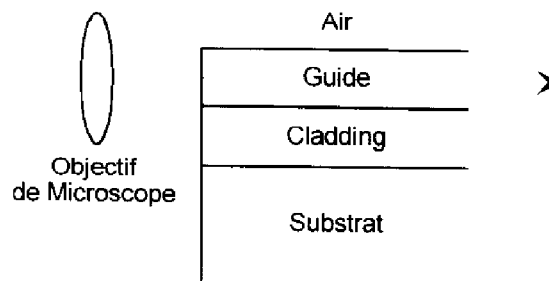 Air
Guide
Cladding
Objectif
de Microscope
Substrat